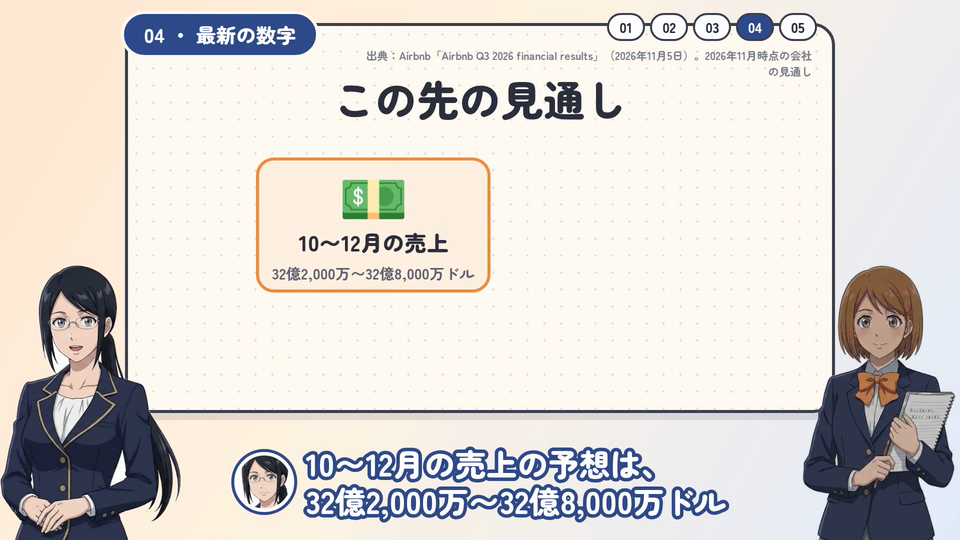 04 ・ 最新の数字
01 02 03 04 05
出典：Airbnb「Airbnb Q3 2026 financial results」（2026年11月5日）。2026年11月時点の会社
の見通し
この先の見通し
$
10〜12月の売上
32億2,000万〜32億8,000万ドル
10〜12月の売上の予想は、
32億2,000万〜32億8,000万ドル